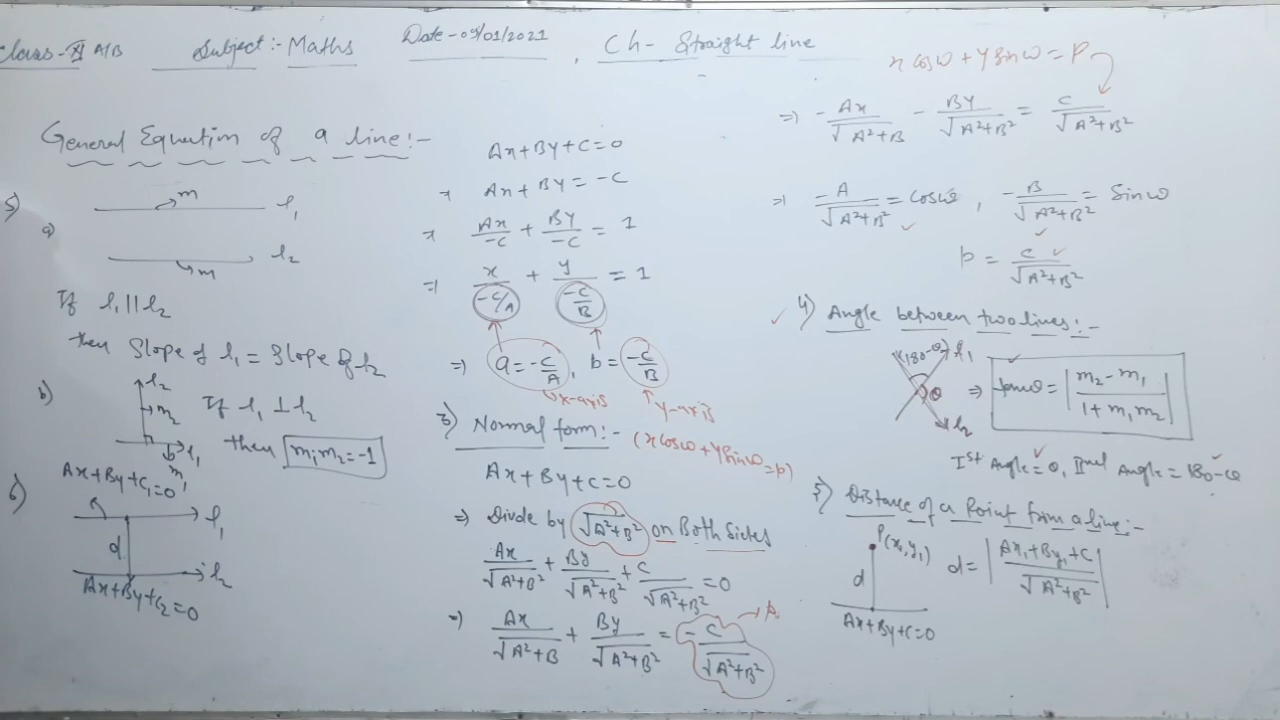 Class - XI A/B Subject :- Maths Date - 09/01/2021, Ch - Straight line
General Equation of a line :-
5)
a)
m
l₁
l₂
m
If l₁ || l₂
then Slope of l₁ = Slope of l₂
b)
l₂
m₂
l₁
m₁
If l₁ ⊥ l₂
then m₁m₂ = -1
6)
Ax + By + C₁ = 0
l₁
d
l₂
Ax + By + C₂ = 0
Ax + By + C = 0
⇒ Ax + By = -C
⇒ Ax/-C + By/-C = 1
⇒ x/(-C/A) + y/(-C/B) = 1
⇒ a = -C/A, b = -C/B
x-axis y-axis
3) Normal form :- (x cosω + y sinω = p)
Ax + By + C = 0
⇒ Divide by √A²+B² on Both Sides
Ax/√A²+B² + By/√A²+B² + C/√A²+B² = 0
⇒ Ax/√A²+B + By/√A²+B² = -C/√A²+B² → p
x cosω + y sinω = P
⇒ -Ax/√A²+B - By/√A²+B² = C/√A²+B²
⇒ -A/√A²+B² = cosω, -B/√A²+B² = Sinω
p = C/√A²+B²
4) Angle between two lines :-
(180-θ) l₁
θ
l₂
⇒ tanθ = |m₂ - m₁/1 + m₁m₂|
Iˢᵗ Angle = θ, IIⁿᵈ Angle = 180 - θ
5) Distance of a Point from a line :-
P(x₁, y₁)
d
d = |Ax₁ + By₁ + C/√A²+B²|
Ax + By + C = 0